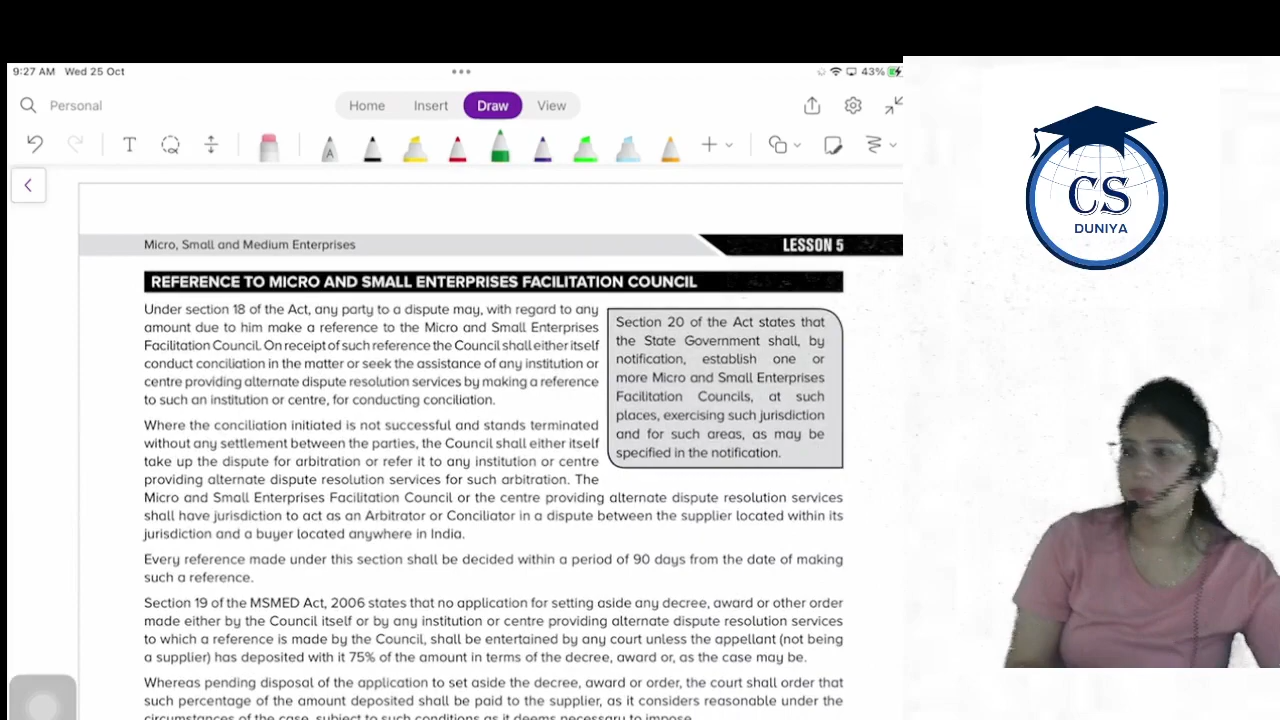 9:27 AM Wed 25 Oct
43%
Personal
Home Insert Draw View
T
A
Micro, Small and Medium Enterprises
LESSON 5
REFERENCE TO MICRO AND SMALL ENTERPRISES FACILITATION COUNCIL
Under section 18 of the Act, any party to a dispute may, with regard to any
amount due to him make a reference to the Micro and Small Enterprises
Facilitation Council. On receipt of such reference the Council shall either itself
conduct conciliation in the matter or seek the assistance of any institution or
centre providing alternate dispute resolution services by making a reference
to such an institution or centre, for conducting conciliation.
Where the conciliation initiated is not successful and stands terminated
without any settlement between the parties, the Council shall either itself
take up the dispute for arbitration or refer it to any institution or centre
providing alternate dispute resolution services for such arbitration. The
Micro and Small Enterprises Facilitation Council or the centre providing alternate dispute resolution services
shall have jurisdiction to act as an Arbitrator or Conciliator in a dispute between the supplier located within its
jurisdiction and a buyer located anywhere in India.
Section 20 of the Act states that
the State Government shall, by
notification, establish one or
more Micro and Small Enterprises
Facilitation Councils, at such
places, exercising such jurisdiction
and for such areas, as may be
specified in the notification.
Every reference made under this section shall be decided within a period of 90 days from the date of making
such a reference.
Section 19 of the MSMED Act, 2006 states that no application for setting aside any decree, award or other order
made either by the Council itself or by any institution or centre providing alternate dispute resolution services
to which a reference is made by the Council, shall be entertained by any court unless the appellant (not being
a supplier) has deposited with it 75% of the amount in terms of the decree, award or, as the case may be.
Whereas pending disposal of the application to set aside the decree, award or order, the court shall order that
such percentage of the amount deposited shall be paid to the supplier, as it considers reasonable under the
circumstances of the case, subject to such conditions as it deems necessary to impose.
CS
DUNIYA